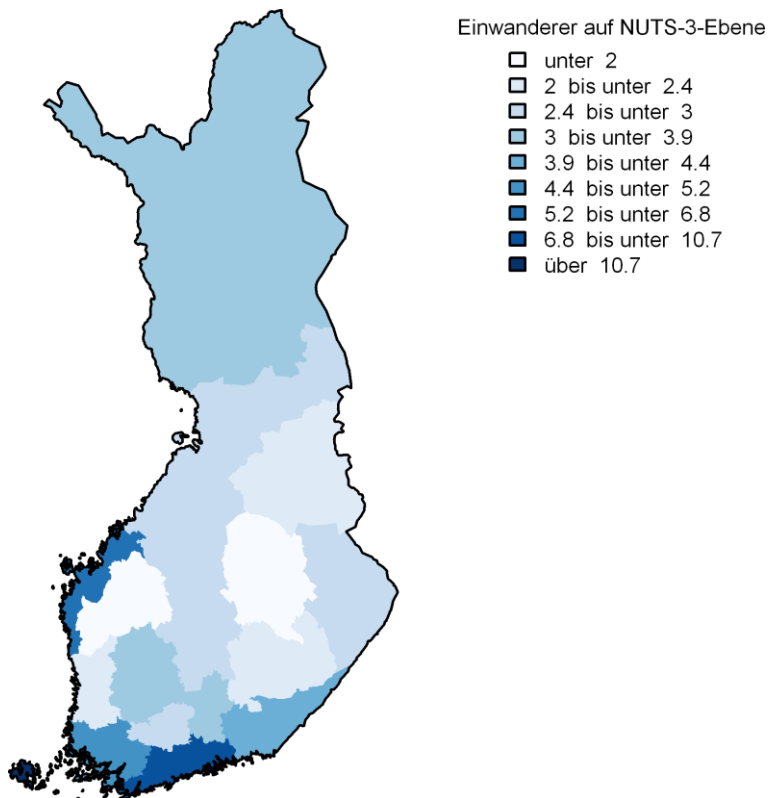 Einwanderer auf NUTS-3-Ebene
unter 2
2 bis unter 2.4
2.4 bis unter 3
3 bis unter 3.9
3.9 bis unter 4.4
4.4 bis unter 5.2
5.2 bis unter 6.8
6.8 bis unter 10.7
über 10.7